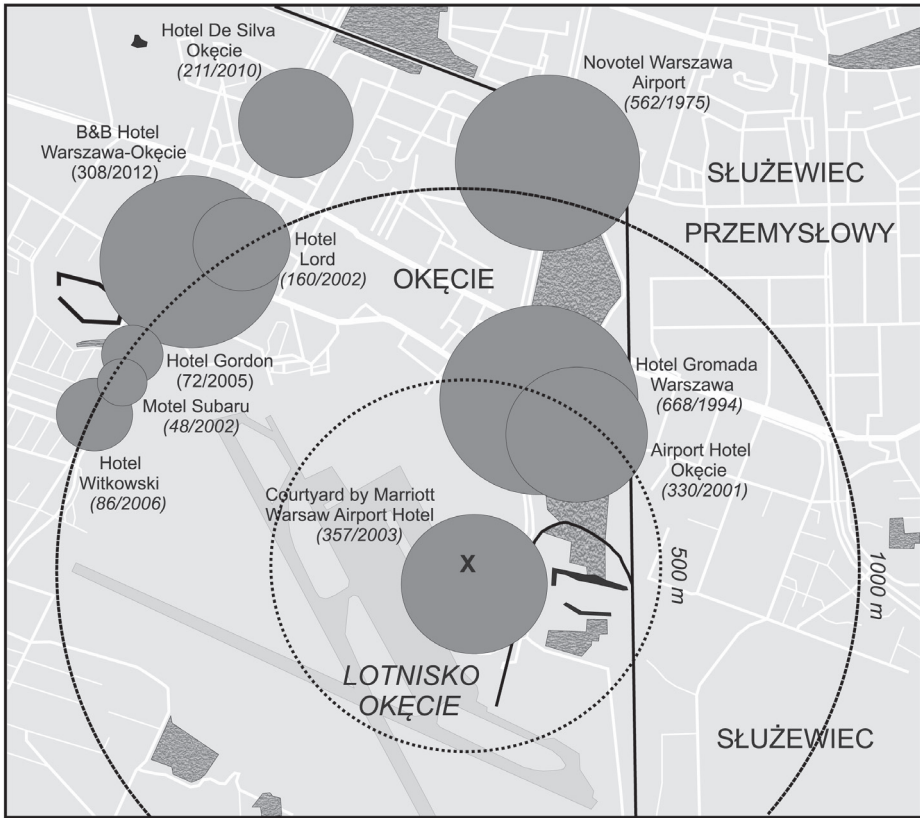 Hotel De Silva
Okęcie
(211/2010)
Novotel Warszawa
Airport
(562/1975)
B&B Hotel
Warszawa-Okęcie
(308/2012)
SŁUŻEWIEC
PRZEMYSŁOWY
Hotel
Lord
(160/2002)
OKĘCIE
Hotel Gordon
(72/2005)
Motel Subaru
(48/2002)
Hotel Gromada
Warszawa
(668/1994)
Airport Hotel
Okęcie
(330/2001)
Hotel
Witkowski
(86/2006)
Courtyard by Marriott
Warsaw Airport Hotel
(357/2003)
X
500 m
1000 m
LOTNISKO
OKĘCIE
SŁUŻEWIEC